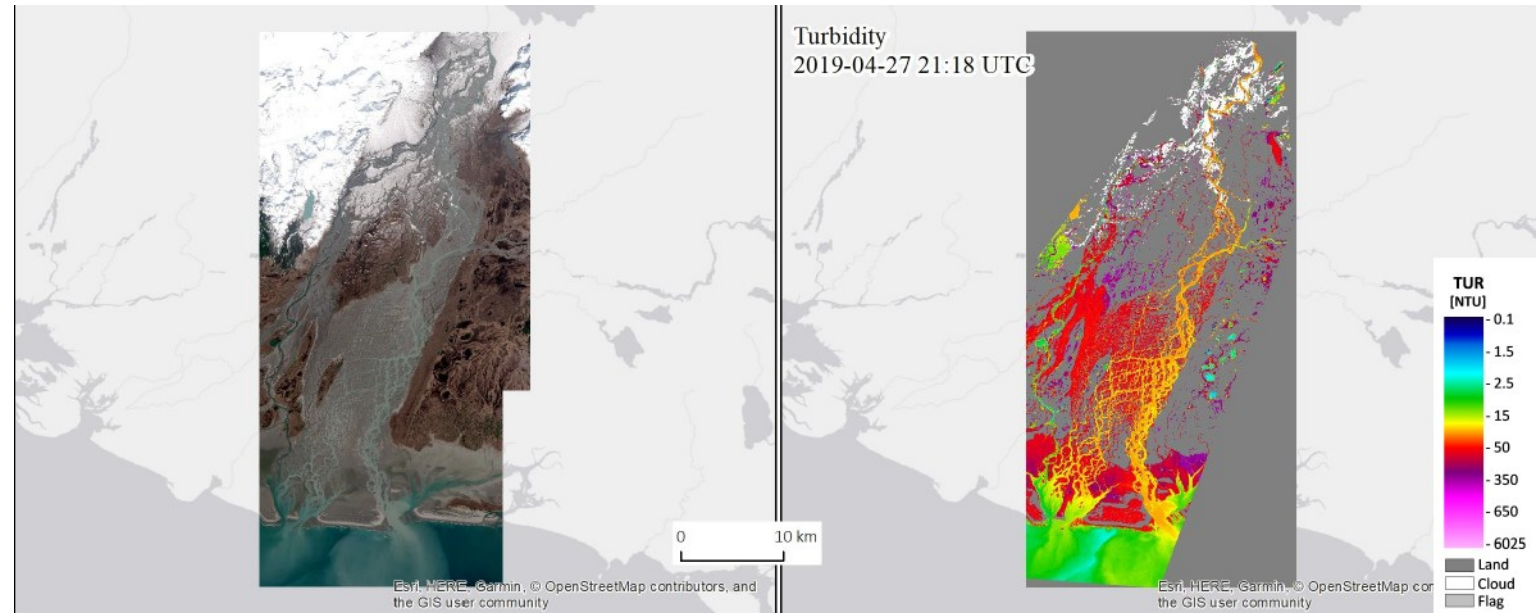 Turbidity
2019-04-27 21:18 UTC
0 10 km
Esri, HERE, Garmin, © OpenStreetMap contributors, and
the GIS user community
Esri, HERE, Garmin, © OpenStreetMap cor
the GIS user community
TUR
[NTU]
- 0.1
- 1.5
- 2.5
- 15
- 50
- 350
- 650
- 6025
Land
Cloud
Flag